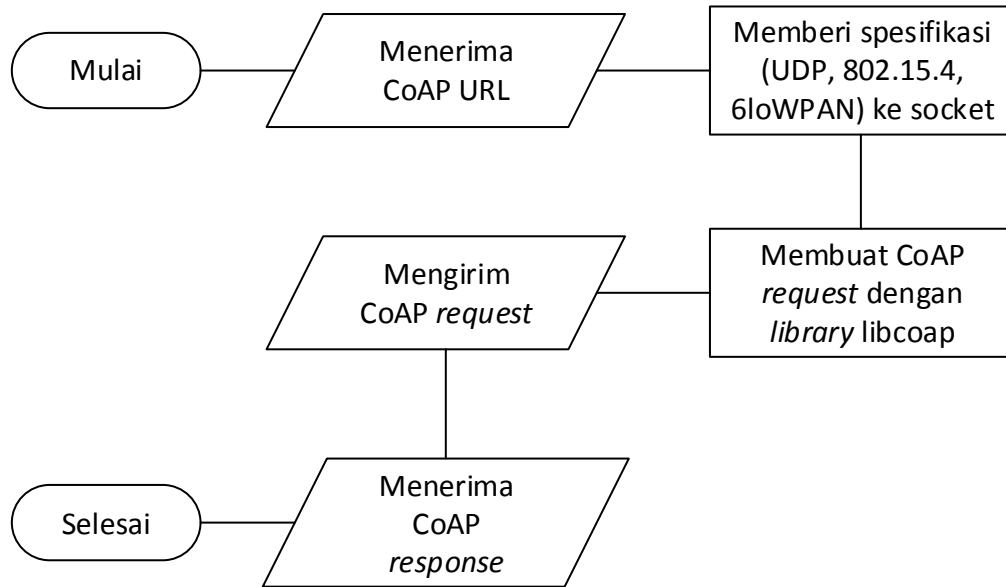 Mulai
Menerima
CoAP URL
Memberi spesifikasi
(UDP, 802.15.4,
6loWPAN) ke socket
Mengirim
CoAP request
Membuat CoAP
request dengan
library libcoap
Selesai
Menerima
CoAP
response